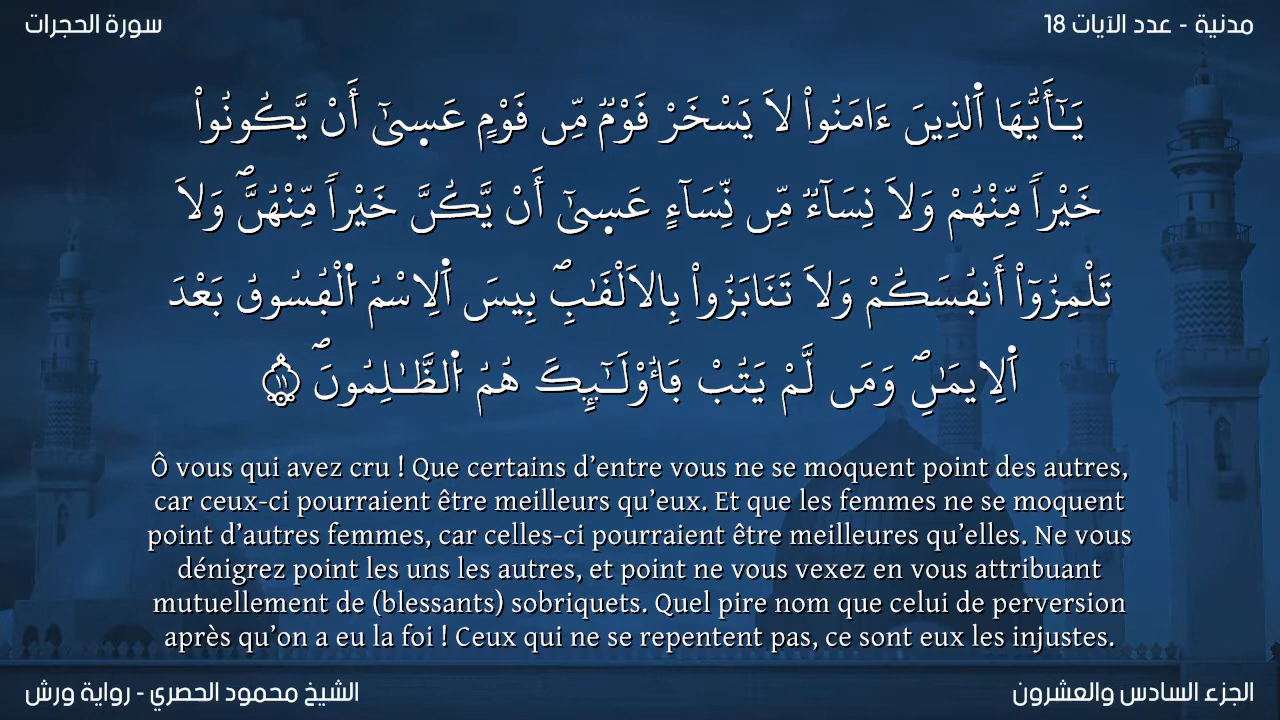 مدنية - عدد الآيات 18
سورة الحجرات
يَـٰٓأَيُّهَا اَ۬لذِينَ ءَامَنُواْ لَا يَسْخَرْ قَوْمٞ مِّن قَوْمٍ عَس۪يٰٓ أَنْ يَّكُونُواْ
خَيْراٗ مِّنْهُمْ وَلَا نِسَآءٞ مِّن نِّسَآءٍ عَس۪يٰٓ أَنْ يَّكُنَّ خَيْراٗ مِّنْهُنَّۖ وَلَا
تَلْمِزُوٓاْ أَنفُسَكُمْ وَلَا تَنَابَزُواْ بِالَالْقَٰبِۖ بِيسَ اَ۬لِاسْمُ اُ۬لْفُسُوقُ بَعْدَ
اَ۬لِايمَٰنِۖ وَمَن لَّمْ يَتُبْ فَأُوْلَـٰٓئِكَ هُمُ اُ۬لظَّـٰلِمُونَۖ ١١
Ô vous qui avez cru ! Que certains d’entre vous ne se moquent point des autres,
car ceux-ci pourraient être meilleurs qu’eux. Et que les femmes ne se moquent
point d’autres femmes, car celles-ci pourraient être meilleures qu’elles. Ne vous
dénigrez point les uns les autres, et point ne vous vexez en vous attribuant
mutuellement de (blessants) sobriquets. Quel pire nom que celui de perversion
après qu’on a eu la foi ! Ceux qui ne se repentent pas, ce sont eux les injustes.
الجزء السادس والعشرون
الشيخ محمود الحصري - رواية ورش